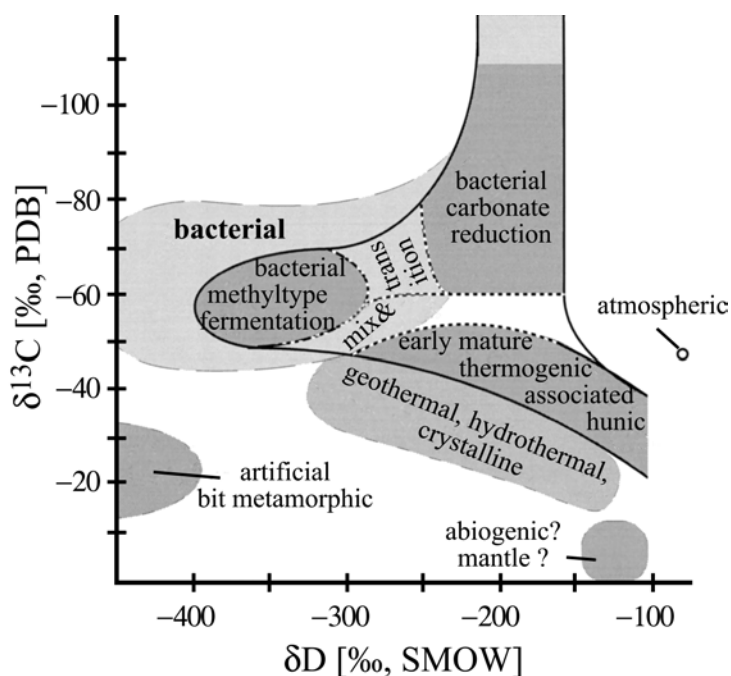 −100
−80
−60
−40
−20
δ¹³C [‰, PDB]
bacterial
carbonate
reduction
bacterial
trans
ition
bacterial
methyltype
fermentation
mix&
atmospheric
early mature
thermogenic
associated
hunic
geothermal, hydrothermal,
crystalline
artificial
bit metamorphic
abiogenic?
mantle ?
−400
−300
−200
−100
δD [‰, SMOW]